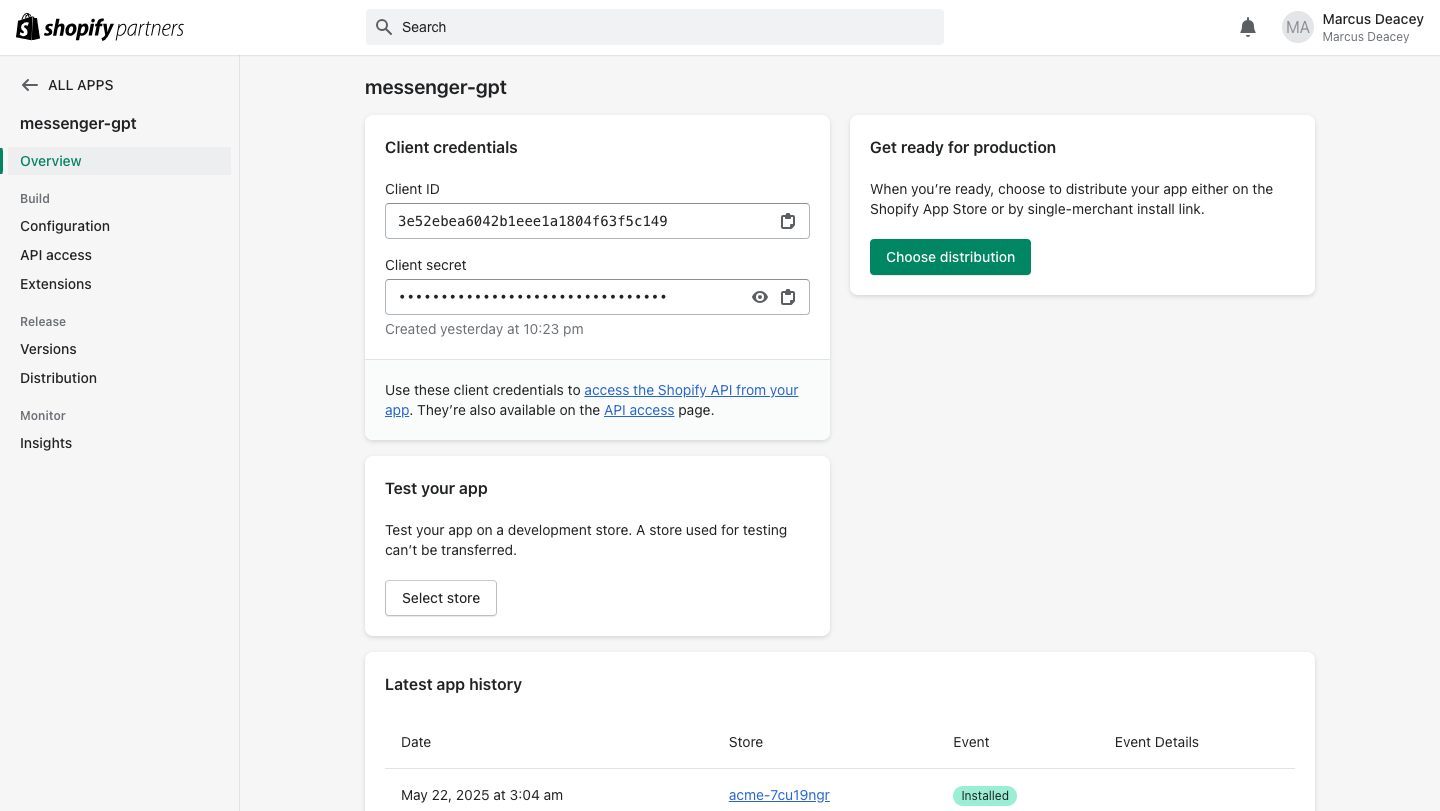 shopify partners
Search
MA
Marcus Deacey
Marcus Deacey
ALL APPS
messenger-gpt
Overview
Build
Configuration
API access
Extensions
Release
Versions
Distribution
Monitor
Insights
messenger-gpt
Client credentials
Client ID
3e52ebea6042b1eee1a1804f63f5c149
Client secret
••••••••••••••••••••••••••••••••
Created yesterday at 10:23 pm
Use these client credentials to access the Shopify API from your
app. They’re also available on the API access page.
Get ready for production
When you’re ready, choose to distribute your app either on the
Shopify App Store or by single-merchant install link.
Choose distribution
Test your app
Test your app on a development store. A store used for testing
can’t be transferred.
Select store
Latest app history
Date Store Event Event Details
May 22, 2025 at 3:04 am acme-7cu19ngr Installed